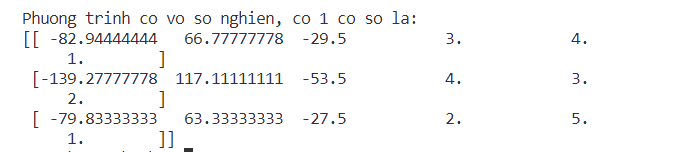 Phuong trinh co vo so nghien, co 1 co so la:
[[ -82.94444444 66.77777778 -29.5 3. 4.
1. ]
[-139.27777778 117.11111111 -53.5 4. 3.
2. ]
[ -79.83333333 63.33333333 -27.5 2. 5.
1. ]]